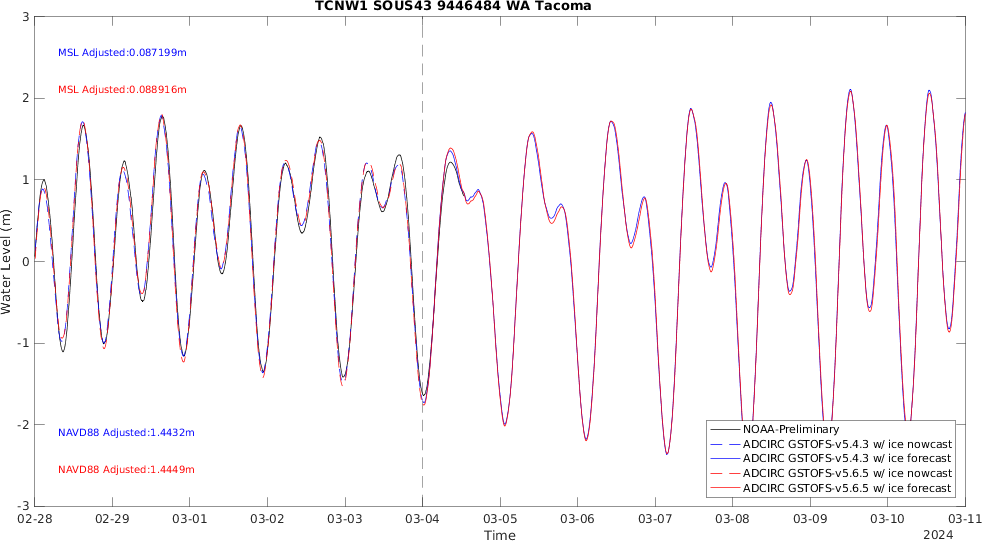 TCNW1 SOUS43 9446484 WA Tacoma
MSL Adjusted:0.087199m
MSL Adjusted:0.088916m
NAVD88 Adjusted:1.4432m
NAVD88 Adjusted:1.4449m
Water Level (m)
3
2
1
0
-1
-2
-3
NOAA-Preliminary
ADCIRC GSTOFS-v5.4.3 w/ ice nowcast
ADCIRC GSTOFS-v5.4.3 w/ ice forecast
ADCIRC GSTOFS-v5.6.5 w/ ice nowcast
ADCIRC GSTOFS-v5.6.5 w/ ice forecast
02-28 02-29 03-01 03-02 03-03 03-04 03-05 03-06 03-07 03-08 03-09 03-10 03-11
Time
2024